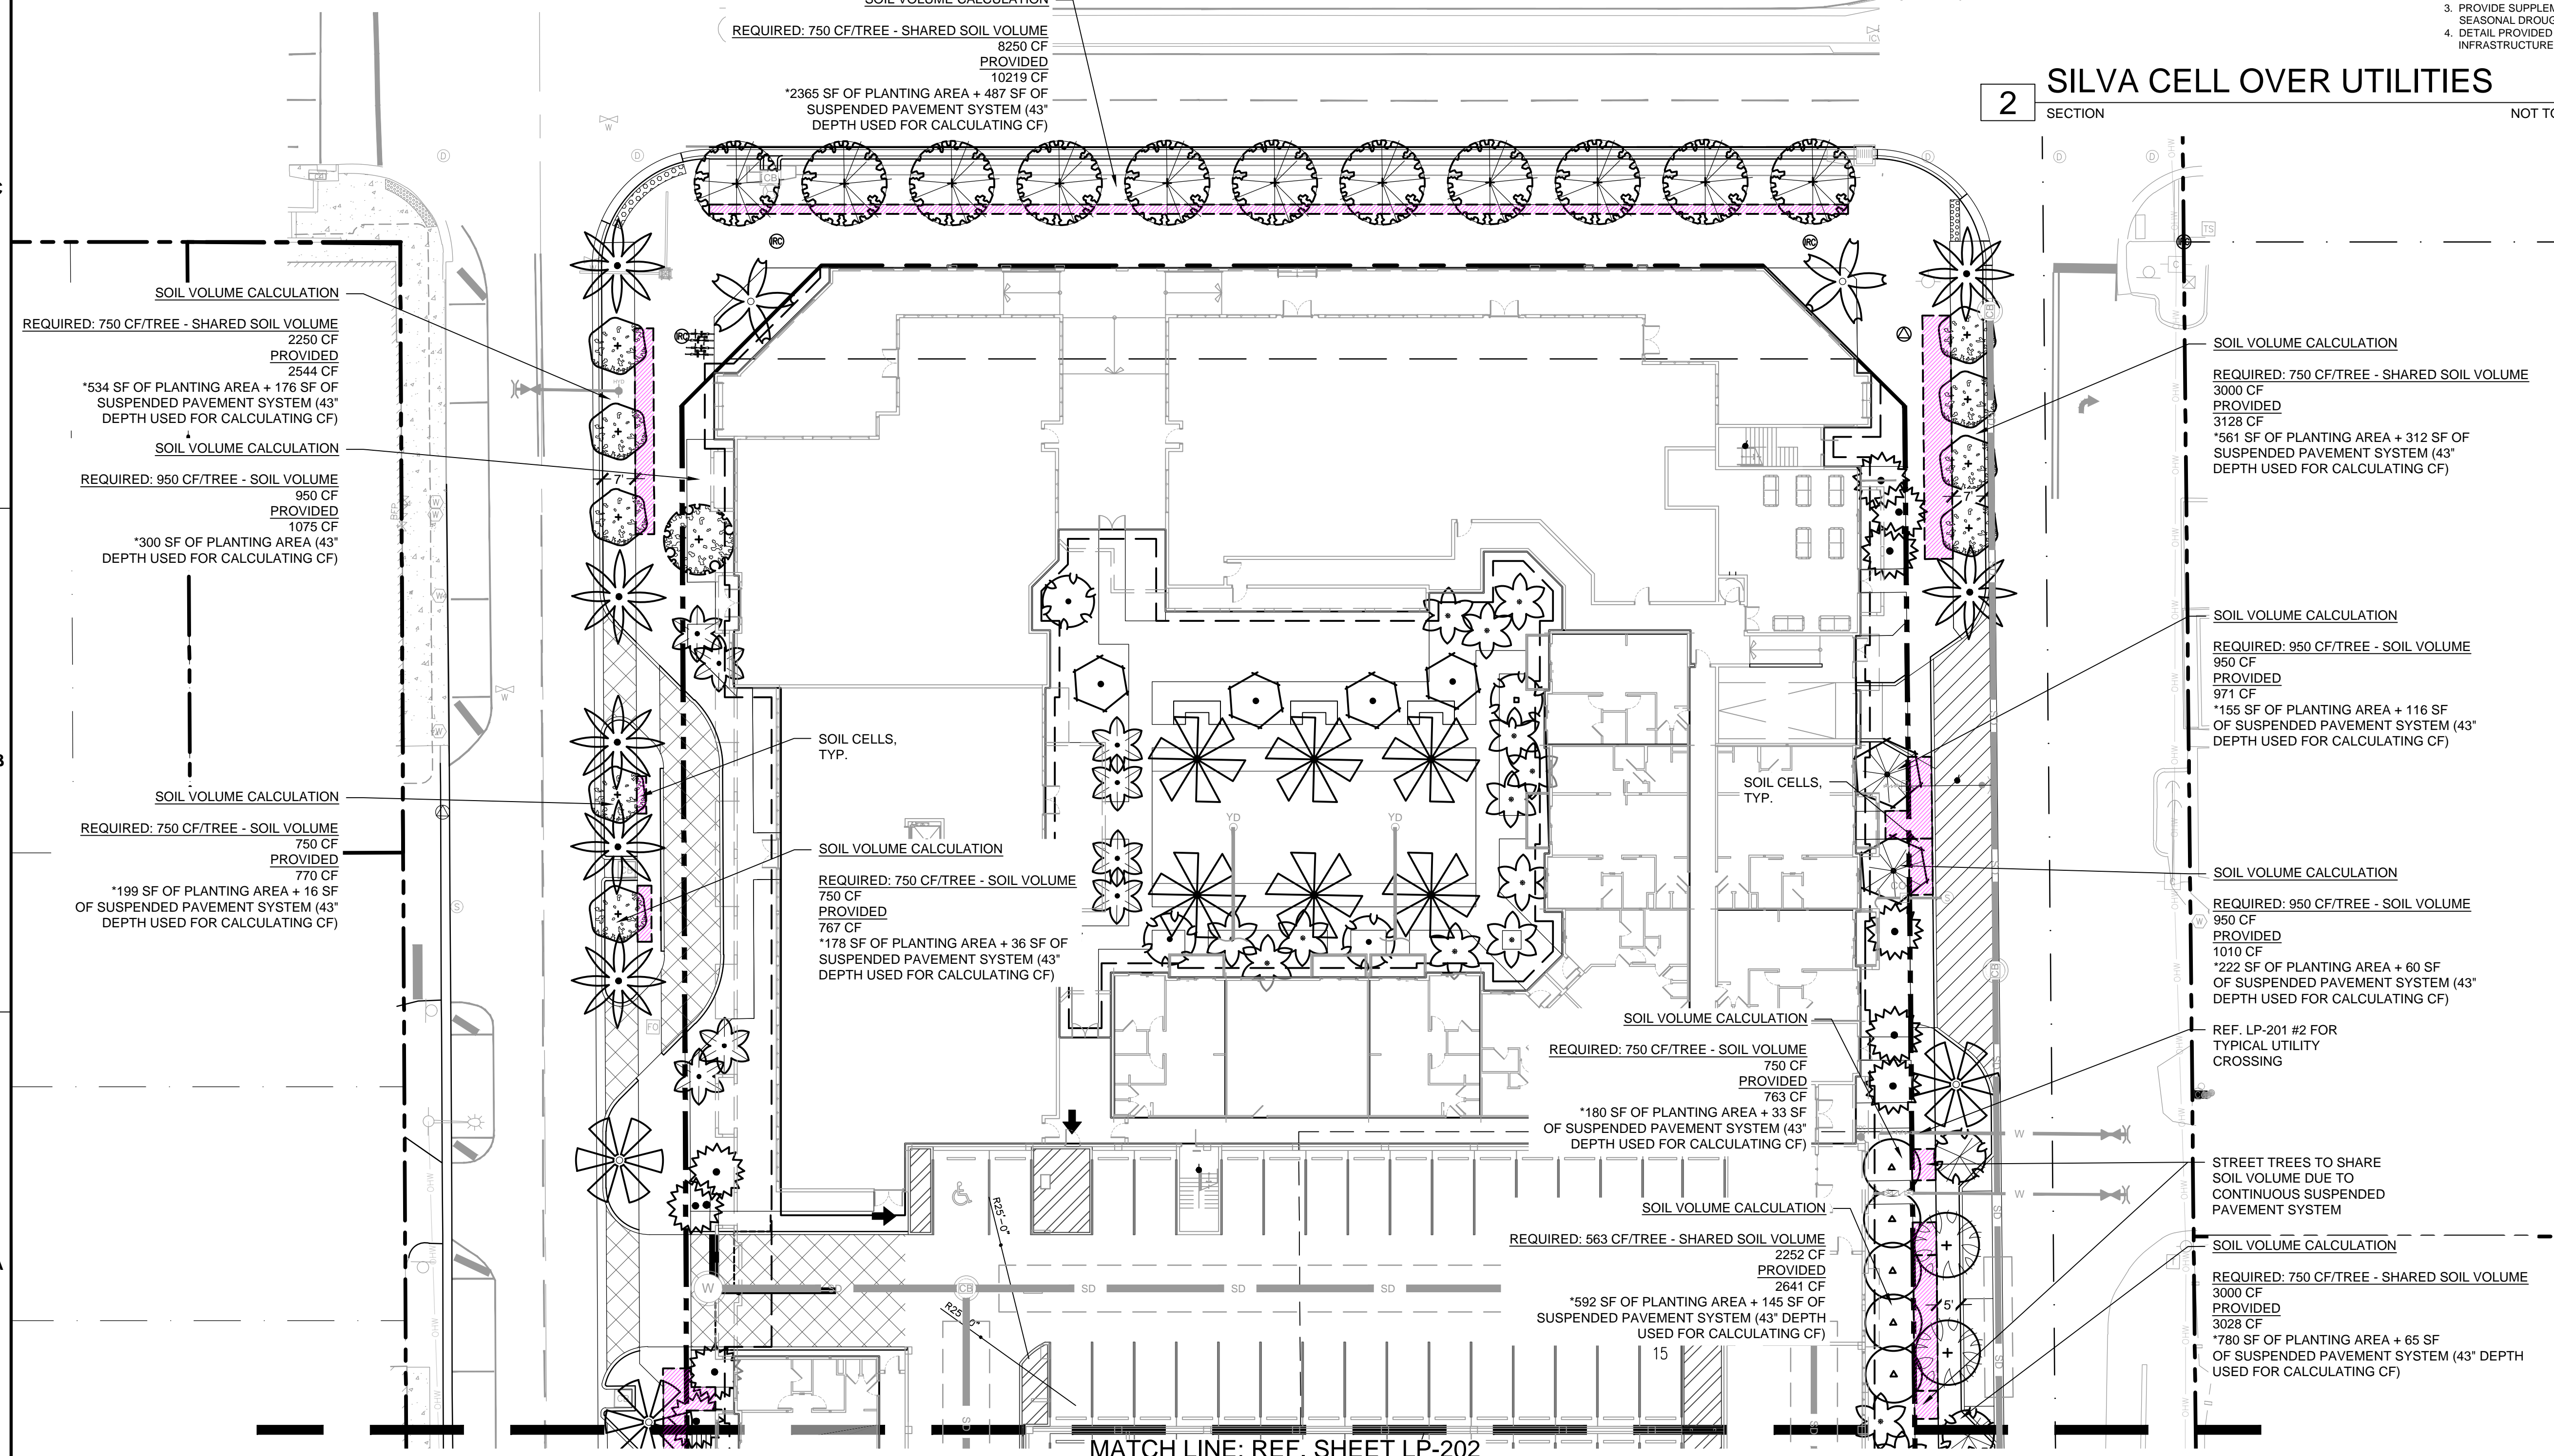 SOIL VOLUME CALCULATION
REQUIRED: 750 CF/TREE - SHARED SOIL VOLUME
8250 CF
PROVIDED
10219 CF
*2365 SF OF PLANTING AREA + 487 SF OF
SUSPENDED PAVEMENT SYSTEM (43"
DEPTH USED FOR CALCULATING CF)
3. PROVIDE SUPPLEM
SEASONAL DROUG
4. DETAIL PROVIDED
INFRASTRUCTURE
2
SILVA CELL OVER UTILITIES
SECTION
NOT TO
SOIL VOLUME CALCULATION
REQUIRED: 750 CF/TREE - SHARED SOIL VOLUME
2250 CF
PROVIDED
2544 CF
*534 SF OF PLANTING AREA + 176 SF OF
SUSPENDED PAVEMENT SYSTEM (43"
DEPTH USED FOR CALCULATING CF)
SOIL VOLUME CALCULATION
REQUIRED: 950 CF/TREE - SOIL VOLUME
950 CF
PROVIDED
1075 CF
*300 SF OF PLANTING AREA (43"
DEPTH USED FOR CALCULATING CF)
SOIL VOLUME CALCULATION
REQUIRED: 750 CF/TREE - SOIL VOLUME
750 CF
PROVIDED
770 CF
*199 SF OF PLANTING AREA + 16 SF
OF SUSPENDED PAVEMENT SYSTEM (43"
DEPTH USED FOR CALCULATING CF)
7'
IRC
IRC
IRC
HYD
SOIL CELLS,
TYP.
SOIL VOLUME CALCULATION
REQUIRED: 750 CF/TREE - SOIL VOLUME
750 CF
PROVIDED
767 CF
*178 SF OF PLANTING AREA + 36 SF OF
SUSPENDED PAVEMENT SYSTEM (43"
DEPTH USED FOR CALCULATING CF)
YD
YD
FO
SOIL CELLS,
TYP.
SOIL VOLUME CALCULATION
REQUIRED: 750 CF/TREE - SOIL VOLUME
750 CF
PROVIDED
763 CF
*180 SF OF PLANTING AREA + 33 SF
OF SUSPENDED PAVEMENT SYSTEM (43"
DEPTH USED FOR CALCULATING CF)
SOIL VOLUME CALCULATION
REQUIRED: 563 CF/TREE - SHARED SOIL VOLUME
2252 CF
PROVIDED
2641 CF
*592 SF OF PLANTING AREA + 145 SF OF
SUSPENDED PAVEMENT SYSTEM (43" DEPTH
USED FOR CALCULATING CF)
15
R25'-0"
W
CB
SD
SD
SD
SD
7'
5'
W
W
TS
SOIL VOLUME CALCULATION
REQUIRED: 750 CF/TREE - SHARED SOIL VOLUME
3000 CF
PROVIDED
3128 CF
*561 SF OF PLANTING AREA + 312 SF OF
SUSPENDED PAVEMENT SYSTEM (43"
DEPTH USED FOR CALCULATING CF)
SOIL VOLUME CALCULATION
REQUIRED: 950 CF/TREE - SOIL VOLUME
950 CF
PROVIDED
971 CF
*155 SF OF PLANTING AREA + 116 SF
OF SUSPENDED PAVEMENT SYSTEM (43"
DEPTH USED FOR CALCULATING CF)
SOIL VOLUME CALCULATION
REQUIRED: 950 CF/TREE - SOIL VOLUME
950 CF
PROVIDED
1010 CF
*222 SF OF PLANTING AREA + 60 SF
OF SUSPENDED PAVEMENT SYSTEM (43"
DEPTH USED FOR CALCULATING CF)
REF. LP-201 #2 FOR
TYPICAL UTILITY
CROSSING
STREET TREES TO SHARE
SOIL VOLUME DUE TO
CONTINUOUS SUSPENDED
PAVEMENT SYSTEM
SOIL VOLUME CALCULATION
REQUIRED: 750 CF/TREE - SHARED SOIL VOLUME
3000 CF
PROVIDED
3028 CF
*780 SF OF PLANTING AREA + 65 SF
OF SUSPENDED PAVEMENT SYSTEM (43" DEPTH
USED FOR CALCULATING CF)
MATCH LINE: REF. SHEET LP-202